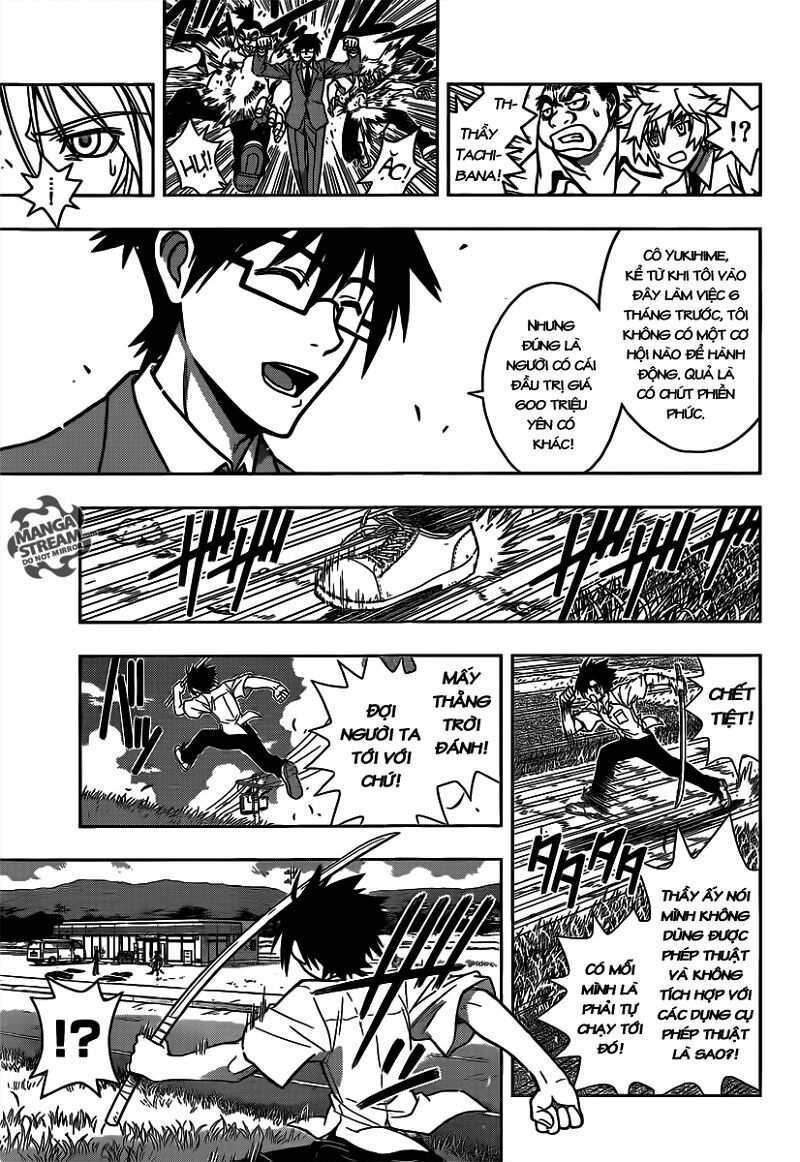 !?
TH-
THẦY
TACHI-
BANA!
ẶC!
HỰ!
...!
CÔ YUKIHIME,
KỂ TỪ KHI TÔI VÀO
ĐÂY LÀM VIỆC 6
THÁNG TRƯỚC, TÔI
KHÔNG CÓ MỘT CƠ
HỘI NÀO ĐỂ HÀNH
ĐỘNG. QUẢ LÀ
CÓ CHÚT PHIỀN
PHỨC.
NHƯNG
ĐÚNG LÀ
NGƯỜI CÓ CÁI
ĐẦU TRỊ GIÁ
600 TRIỆU
YÊN CÓ
KHÁC!
MANGA
STREAM.com
DO NOT MIRROR
CHẾT
TIỆT!
THẦY ẤY NÓI
MÌNH KHÔNG
DÙNG ĐƯỢC
PHÉP THUẬT
VÀ KHÔNG
TÍCH HỢP VỚI
CÁC DỤNG CỤ
PHÉP THUẬT
LÀ SAO?!
CÓ MỖI
MÌNH LÀ
PHẢI TỰ
CHẠY TỚI
ĐÓ!
MẤY
THẰNG
TRỜI
ĐÁNH!
ĐỢI
NGƯỜI TA
TỚI VỚI
CHỨ!
!?